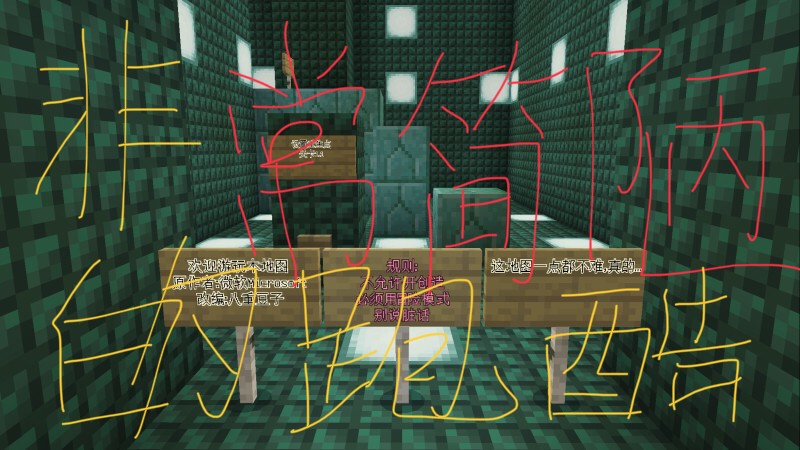 非常简陋
的跑酷
欢迎游玩本地图
原作者:微软Microsoft
改编:八重豆子
规则:
不允许开创造
必须用冒险模式
别说脏话
这地图一点都不难,真的...